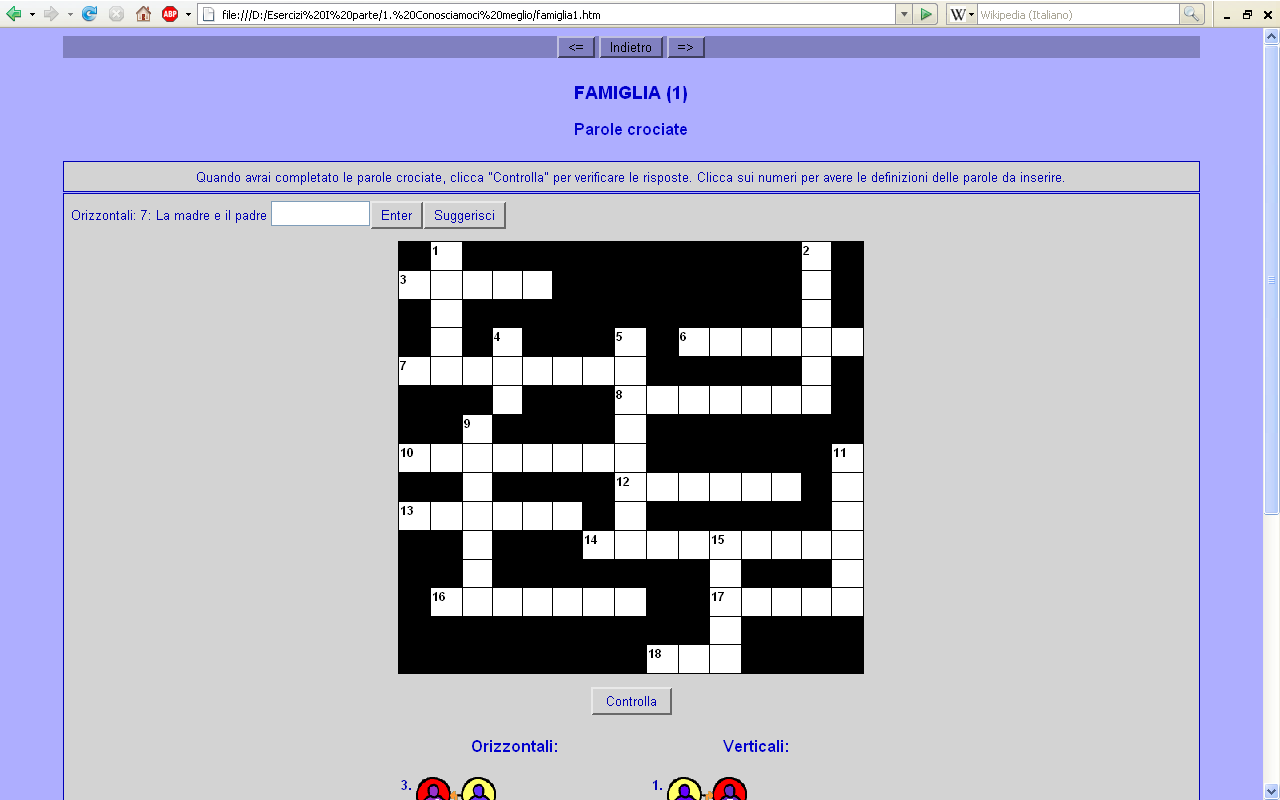 file:///D:/Esercizi%20I%20parte/1.%20Conosciamoci%20meglio/famiglia1.htm
ABP
W
Wikipedia (Italiano)
<= Indietro =>
FAMIGLIA (1)
Parole crociate
Quando avrai completato le parole crociate, clicca "Controlla" per verificare le risposte. Clicca sui numeri per avere le definizioni delle parole da inserire.
Orizzontali: 7: La madre e il padre Enter Suggerisci
1 2
3
4 5 6
7
8
9
10 11
12
13
14 15
16 17
18
Controlla
Orizzontali: Verticali:
3. 1.